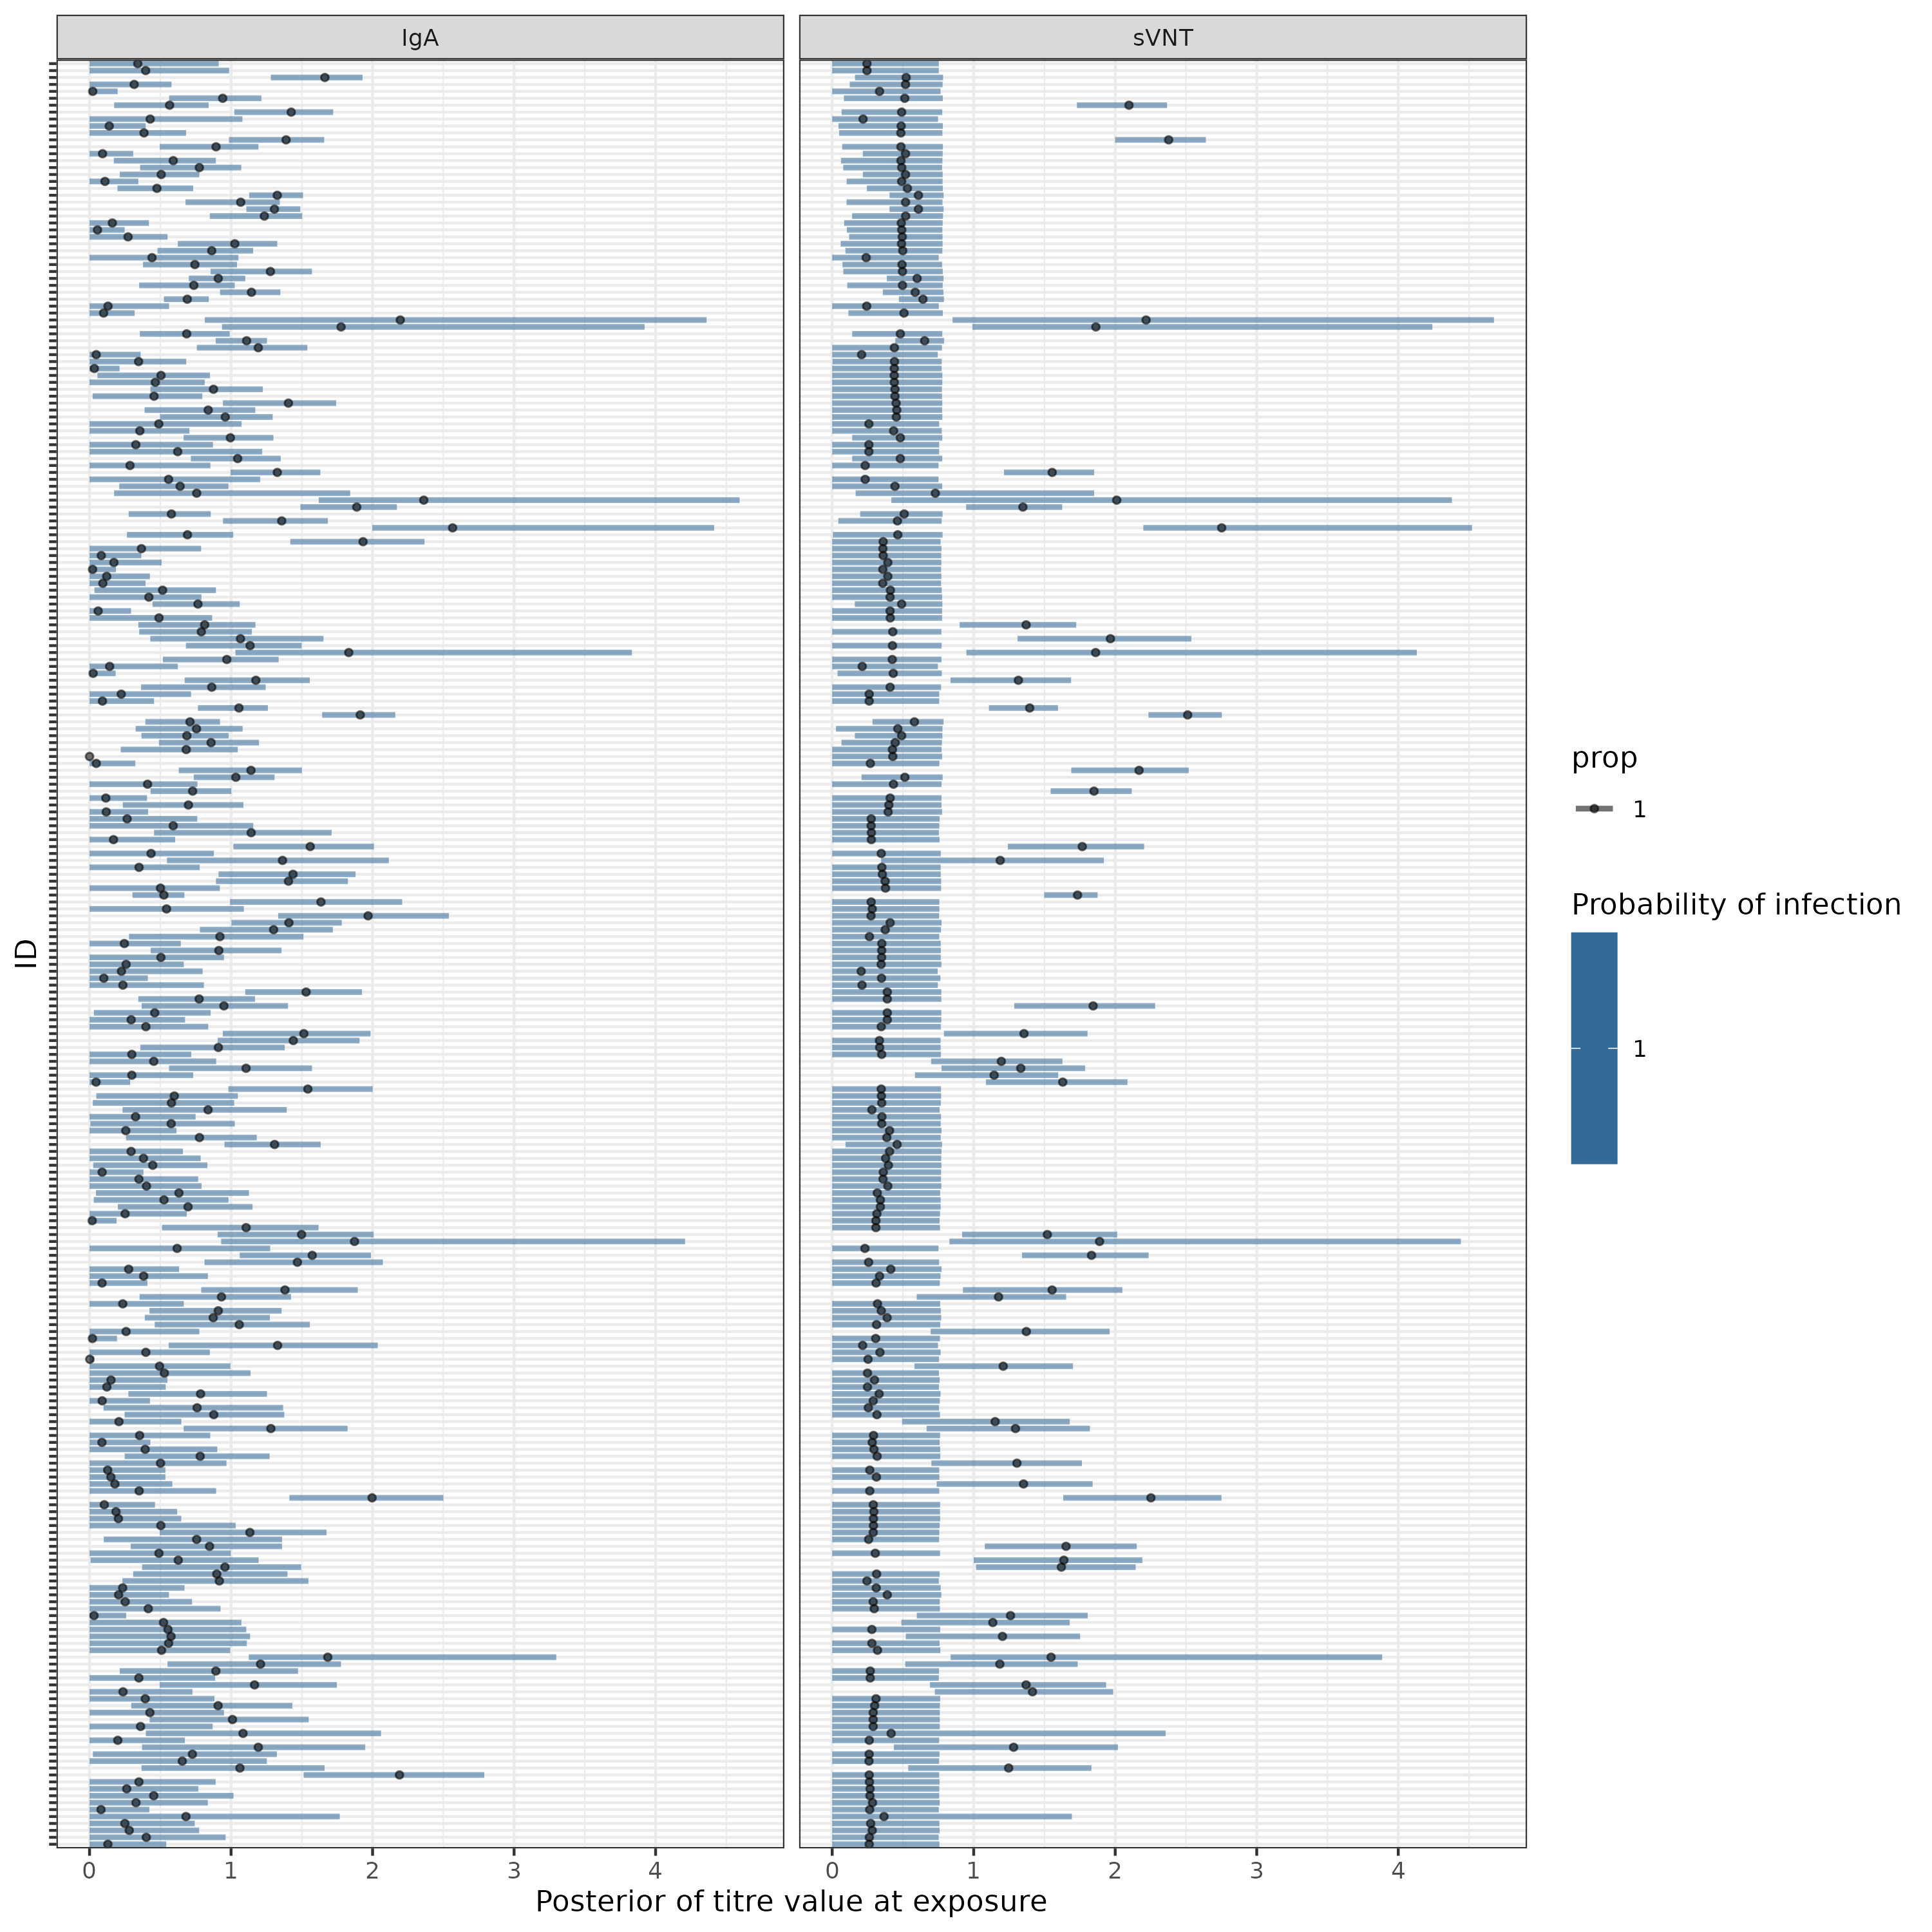 IgA
sVNT
ID
0 1 2 3 4
0 1 2 3 4
Posterior of titre value at exposure
prop
1
Probability of infection
1